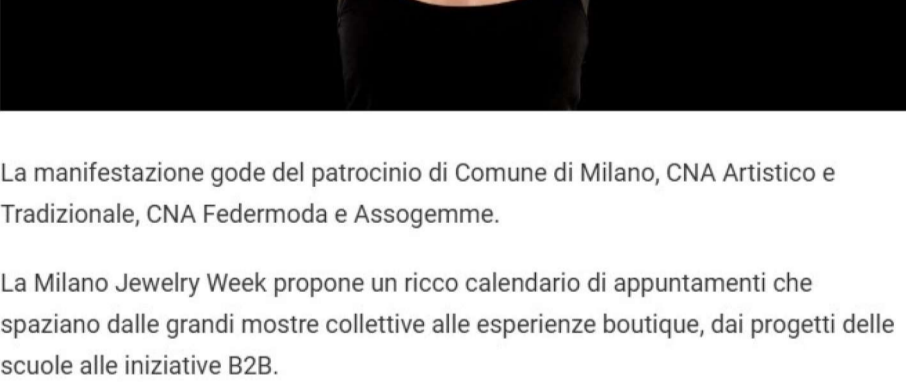 La manifestazione gode del patrocinio di Comune di Milano, CNA Artistico e
Tradizionale, CNA Federmoda e Assogemme.
La Milano Jewelry Week propone un ricco calendario di appuntamenti che
spaziano dalle grandi mostre collettive alle esperienze boutique, dai progetti delle
scuole alle iniziative B2B.